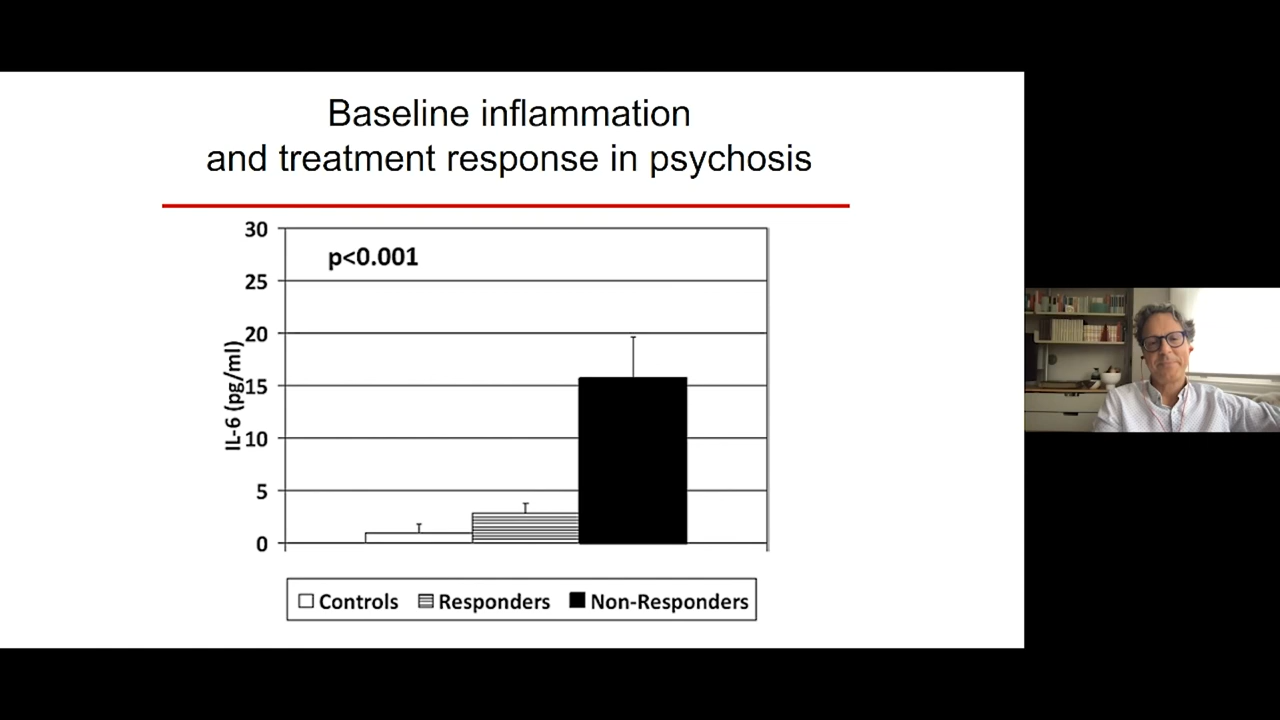 Baseline inflammation
and treatment response in psychosis
30
p<0.001
25
20
15
10
5
0
IL-6 (pg/ml)
Controls Responders Non-Responders